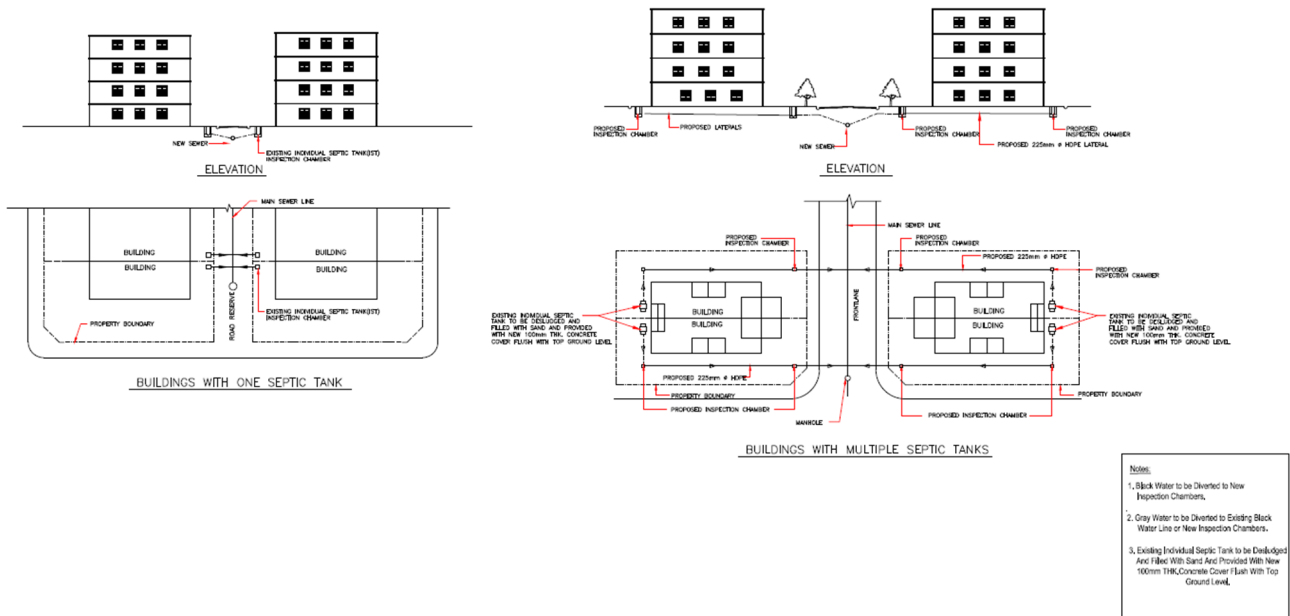 NEW SEWER
EXISTING INDIVIDUAL SEPTIC TANK(IST)
INSPECTION CHAMBER
ELEVATION
MAIN SEWER LINE
BUILDING
BUILDING
BUILDING
BUILDING
ROAD RESERVE
EXISTING INDIVIDUAL SEPTIC TANK(IST)
INSPECTION CHAMBER
PROPERTY BOUNDARY
BUILDINGS WITH ONE SEPTIC TANK
PROPOSED
INSPECTION CHAMBER
PROPOSED LATERALS
NEW SEWER
PROPOSED
INSPECTION CHAMBER
PROPOSED 225mm ø HOPE LATERAL
PROPOSED
INSPECTION CHAMBER
ELEVATION
MAIN SEWER LINE
PROPOSED
INSPECTION CHAMBER
PROPOSED
INSPECTION CHAMBER
PROPOSED 225mm ø HOPE
PROPOSED
INSPECTION CHAMBER
EXISTING INDIVIDUAL SEPTIC
TANK TO BE DESLUDGED AND
FILLED WITH SAND AND PROVIDED
WITH NEW 100mm THK. CONCRETE
COVER FLUSH WITH TOP GROUND LEVEL
BUILDING
BUILDING
FRONTLANE
BUILDING
BUILDING
EXISTING INDIVIDUAL SEPTIC
TANK TO BE DESLUDGED AND
FILLED WITH SAND AND PROVIDED
WITH NEW 100mm THK. CONCRETE
COVER FLUSH WITH TOP GROUND LEVEL
PROPOSED 225mm ø HOPE
PROPERTY BOUNDARY
PROPOSED INSPECTION CHAMBER
MANHOLE
PROPERTY BOUNDARY
PROPOSED INSPECTION CHAMBER
BUILDINGS WITH MULTIPLE SEPTIC TANKS
Notes:
1. Black Water to be Diverted to New
Inspection Chambers.
2. Gray Water to be Diverted to Existing Black
Water Line or New Inspection Chambers.
3. Existing Individual Septic Tank to be Desludged
And Filled With Sand And Provided With New
100mm THK.Concrete Cover Flush With Top
Ground Level.